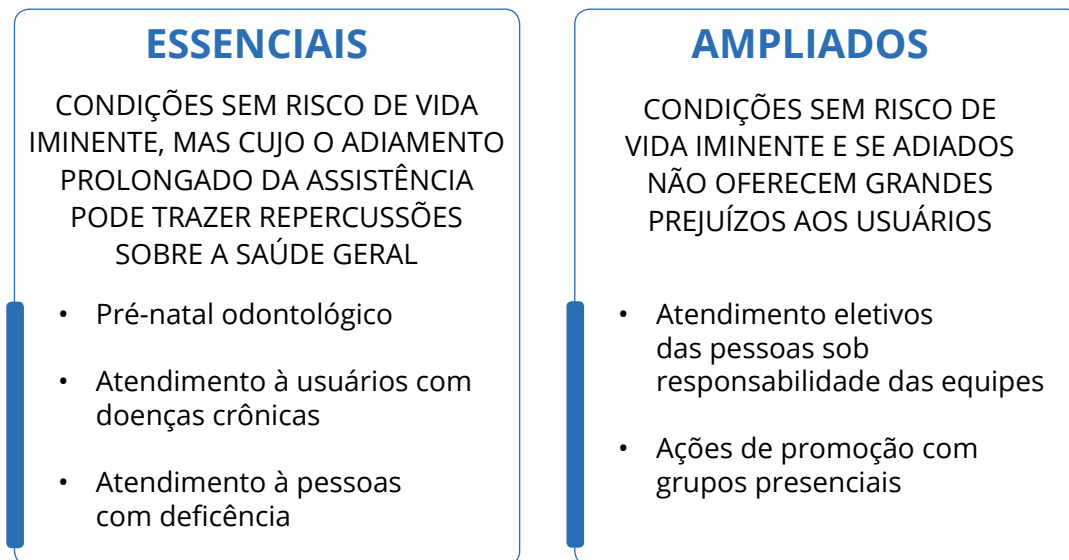 ESSENCIAIS
CONDIÇÕES SEM RISCO DE VIDA
IMINENTE, MAS CUJO O ADIAMENTO
PROLONGADO DA ASSISTÊNCIA
PODE TRAZER REPERCUSSÕES
SOBRE A SAÚDE GERAL
• Pré-natal odontológico
• Atendimento à usuários com
doenças crônicas
• Atendimento à pessoas
com deficência
AMPLIADOS
CONDIÇÕES SEM RISCO DE
VIDA IMINENTE E SE ADIADOS
NÃO OFERECEM GRANDES
PREJUÍZOS AOS USUÁRIOS
• Atendimento eletivos
das pessoas sob
responsabilidade das equipes
• Ações de promoção com
grupos presenciais